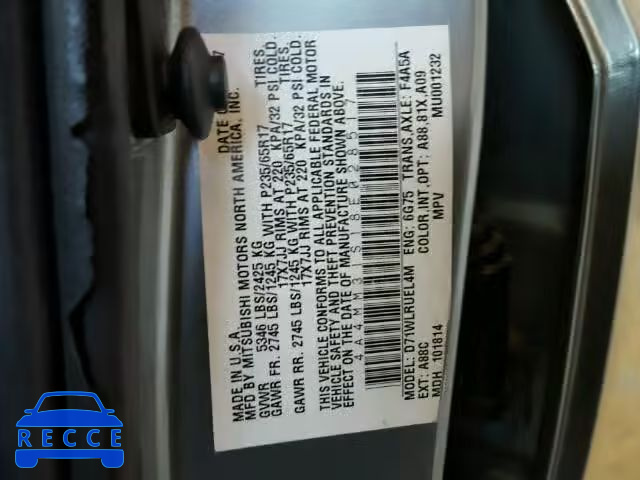 MADE IN U.S.A. DATE O
MFD BY MITSUBISHI MOTORS NORTH AMERICA, INC.
GVWR 5346 LBS/2425 KG
GAWR FR. 2745 LBS/1245 KG WITH P235/65R17 TIRES,
17X7JJ RIMS AT 220 KPA/32 PSI COLD.
GAWR RR. 2745 LBS/1245 KG WITH P235/65R17 TIRES,
17X7JJ RIMS AT 220 KPA/32 PSI COLD.
THIS VEHICLE CONFORMS TO ALL APPLICABLE FEDERAL MOTOR
VEHICLE SAFETY AND THEFT PREVENTION STANDARDS IN
EFFECT ON THE DATE OF MANUFACTURE SHOWN ABOVE.
4A4MM3 S18E028517
MODEL: D71WLRUEL4M ENG: 6G75 TRANS,AXLE: F4A5A
EXT: A88C COLOR,INT,OPT: A88,81X,A09
MDH 101814 MPV MU001232
RECCE